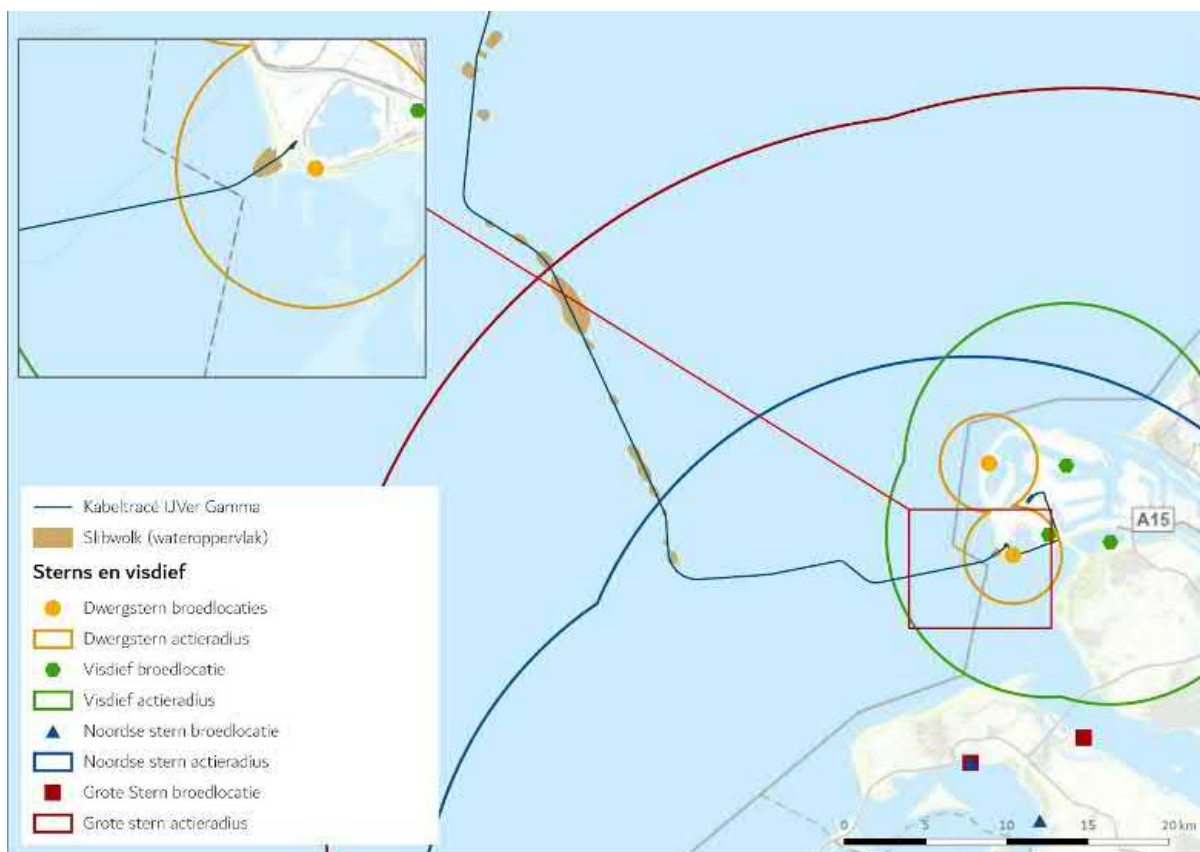 Kabeltracé IJVer Gamma
Slibwolk (wateroppervlak)
Sterns en visdief
Dwergstern broedlocaties
Dwergstern actieradius
Visdief broedlocatie
Visdief actieradius
Noordse stern broedlocatie
Noordse stern actieradius
Grote Stern broedlocatie
Grote stern actieradius
A15
0 5 10 15 20 km